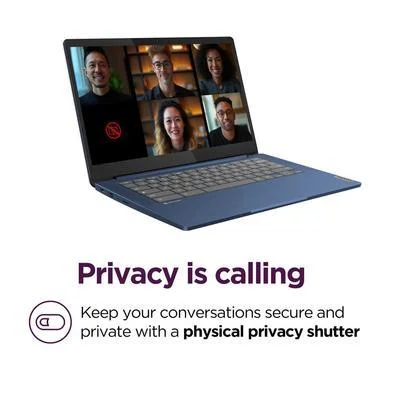 Privacy is calling
Keep your conversations secure and
private with a physical privacy shutter